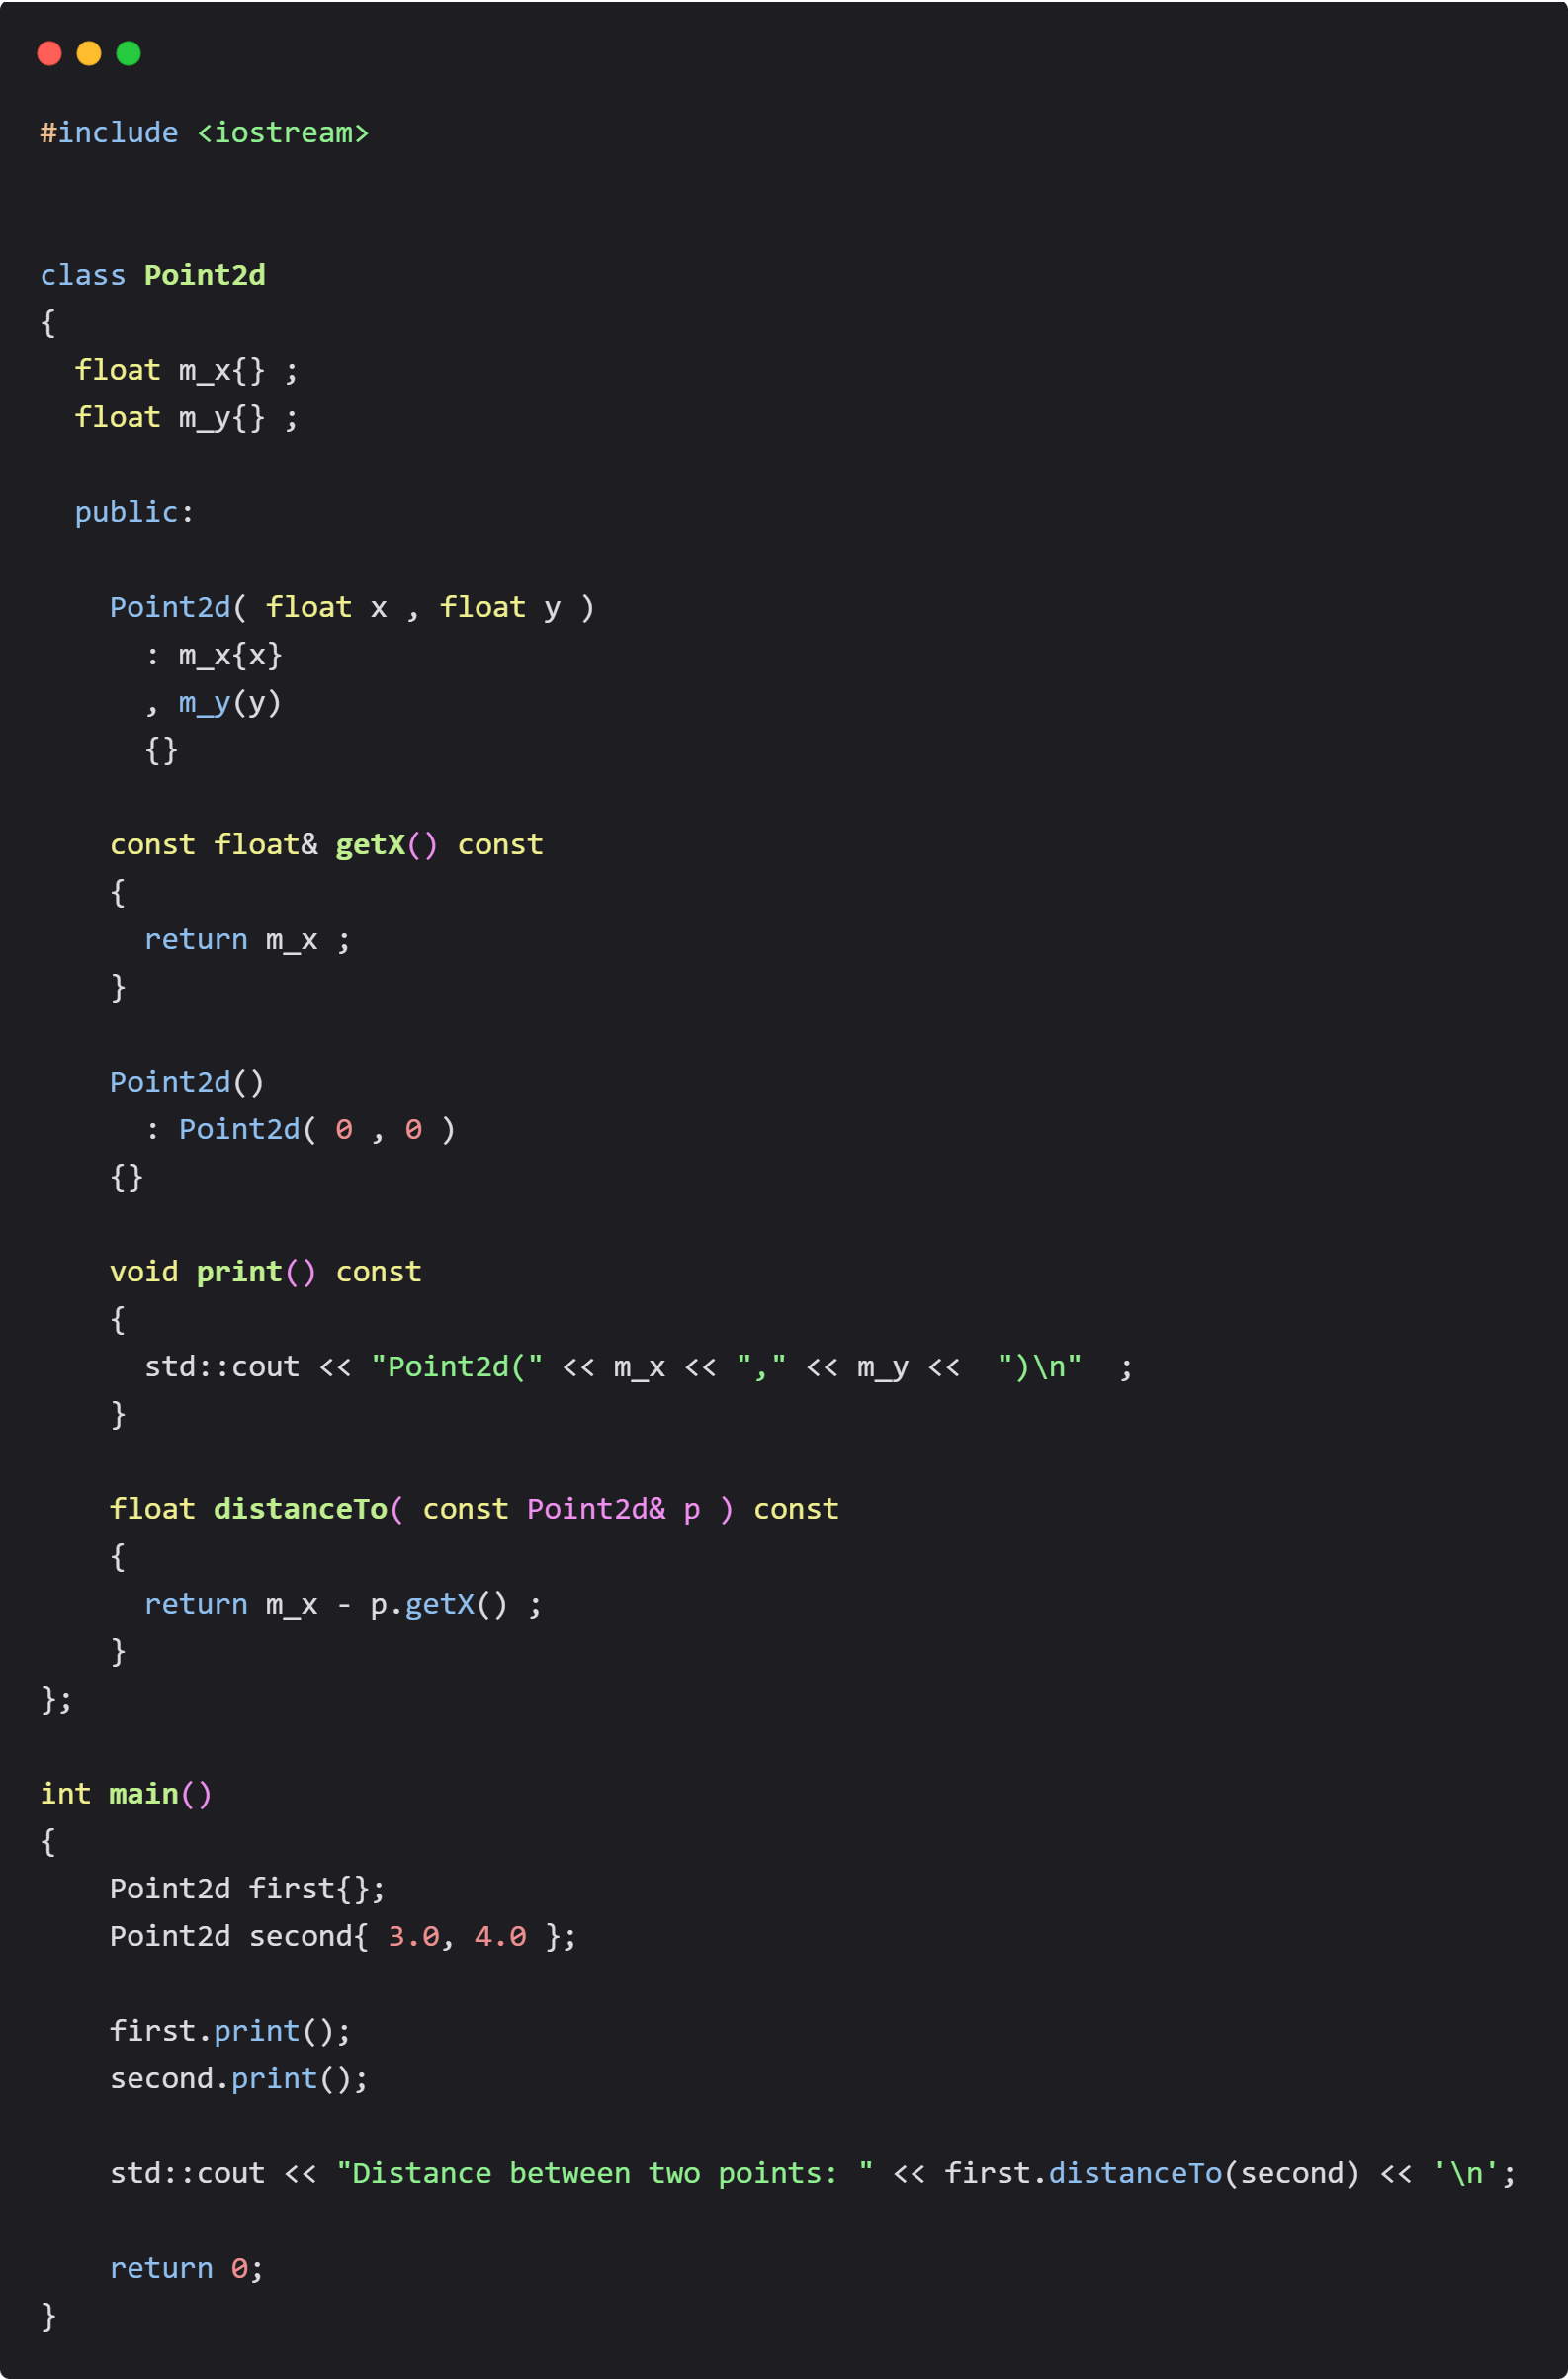 #include <iostream>
class Point2d
{
  float m_x{} ;
  float m_y{} ;
  public:
    Point2d( float x , float y )
      : m_x{x}
      , m_y(y)
      {}
    const float& getX() const
    {
      return m_x ;
    }
    Point2d()
      : Point2d( 0 , 0 )
    {}
    void print() const
    {
      std::cout << "Point2d(" << m_x << "," << m_y <<  ")\n"  ;
    }
    float distanceTo( const Point2d& p ) const
    {
      return m_x - p.getX() ;
    }
};
int main()
{
    Point2d first{};
    Point2d second{ 3.0, 4.0 };
    first.print();
    second.print();
    std::cout << "Distance between two points: " << first.distanceTo(second) << '\n';
    return 0;
}